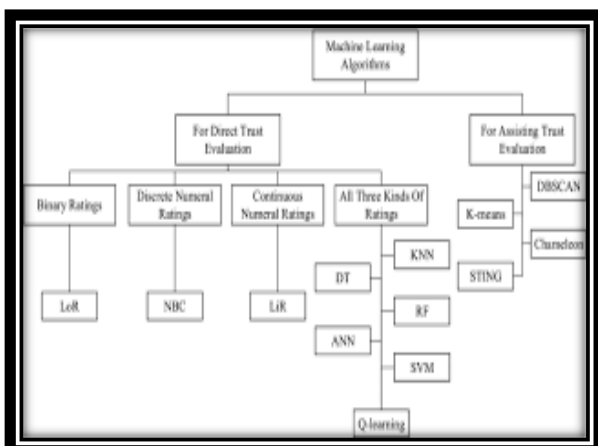 Machine Learning
Algorithms
For Direct Trust
Evaluation
For Assisting Trust
Evaluation
Binary Ratings
Discrete Numeral
Ratings
Continuous
Numeral Ratings
All Three Kinds Of
Ratings
DBSCAN
K-means
Chameleon
STING
LoR
NBC
LiR
KNN
DT
RF
ANN
SVM
Q-learning